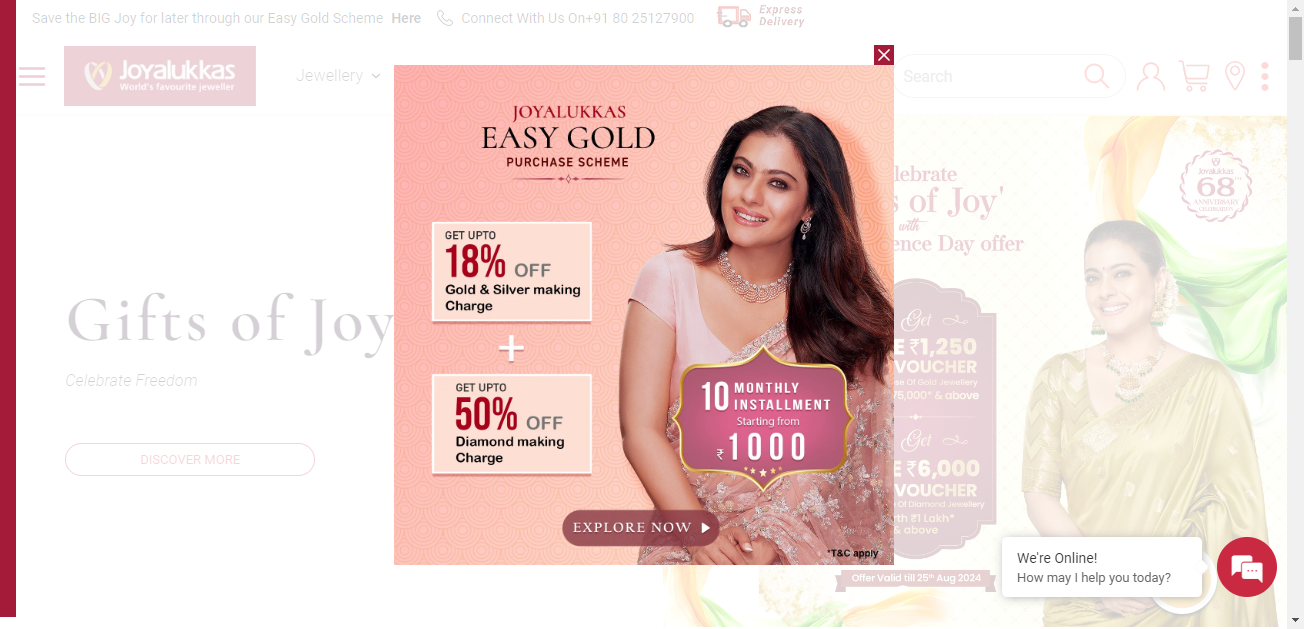 Save the BIG Joy for later through our Easy Gold Scheme Here
Connect With Us On+91 80 25127900
Express
Delivery
Joyalukkas
World's favourite jeweller
Jewellery
Search
JOYALUKKAS
EASY GOLD
PURCHASE SCHEME
GET UPTO
18% OFF
Gold & Silver making
Charge
+
GET UPTO
50% OFF
Diamond making
Charge
10 MONTHLY
INSTALLMENT
Starting from
₹1000
EXPLORE NOW
*T&C apply
Gifts of Joy
Celebrate Freedom
DISCOVER MORE
lebrate
s of Joy'
with
ence Day offer
Joyalukkas
68
ANNIVERSARY
CELEBRATION
Get
E ₹1,250
VOUCHER
se Of Gold Jewellery
75,000* & above
Get
E ₹6,000
VOUCHER
y Of Diamond Jewellery
rth ₹1 Lakh*
& above
Offer Valid till 25th Aug 2024
We're Online!
How may I help you today?